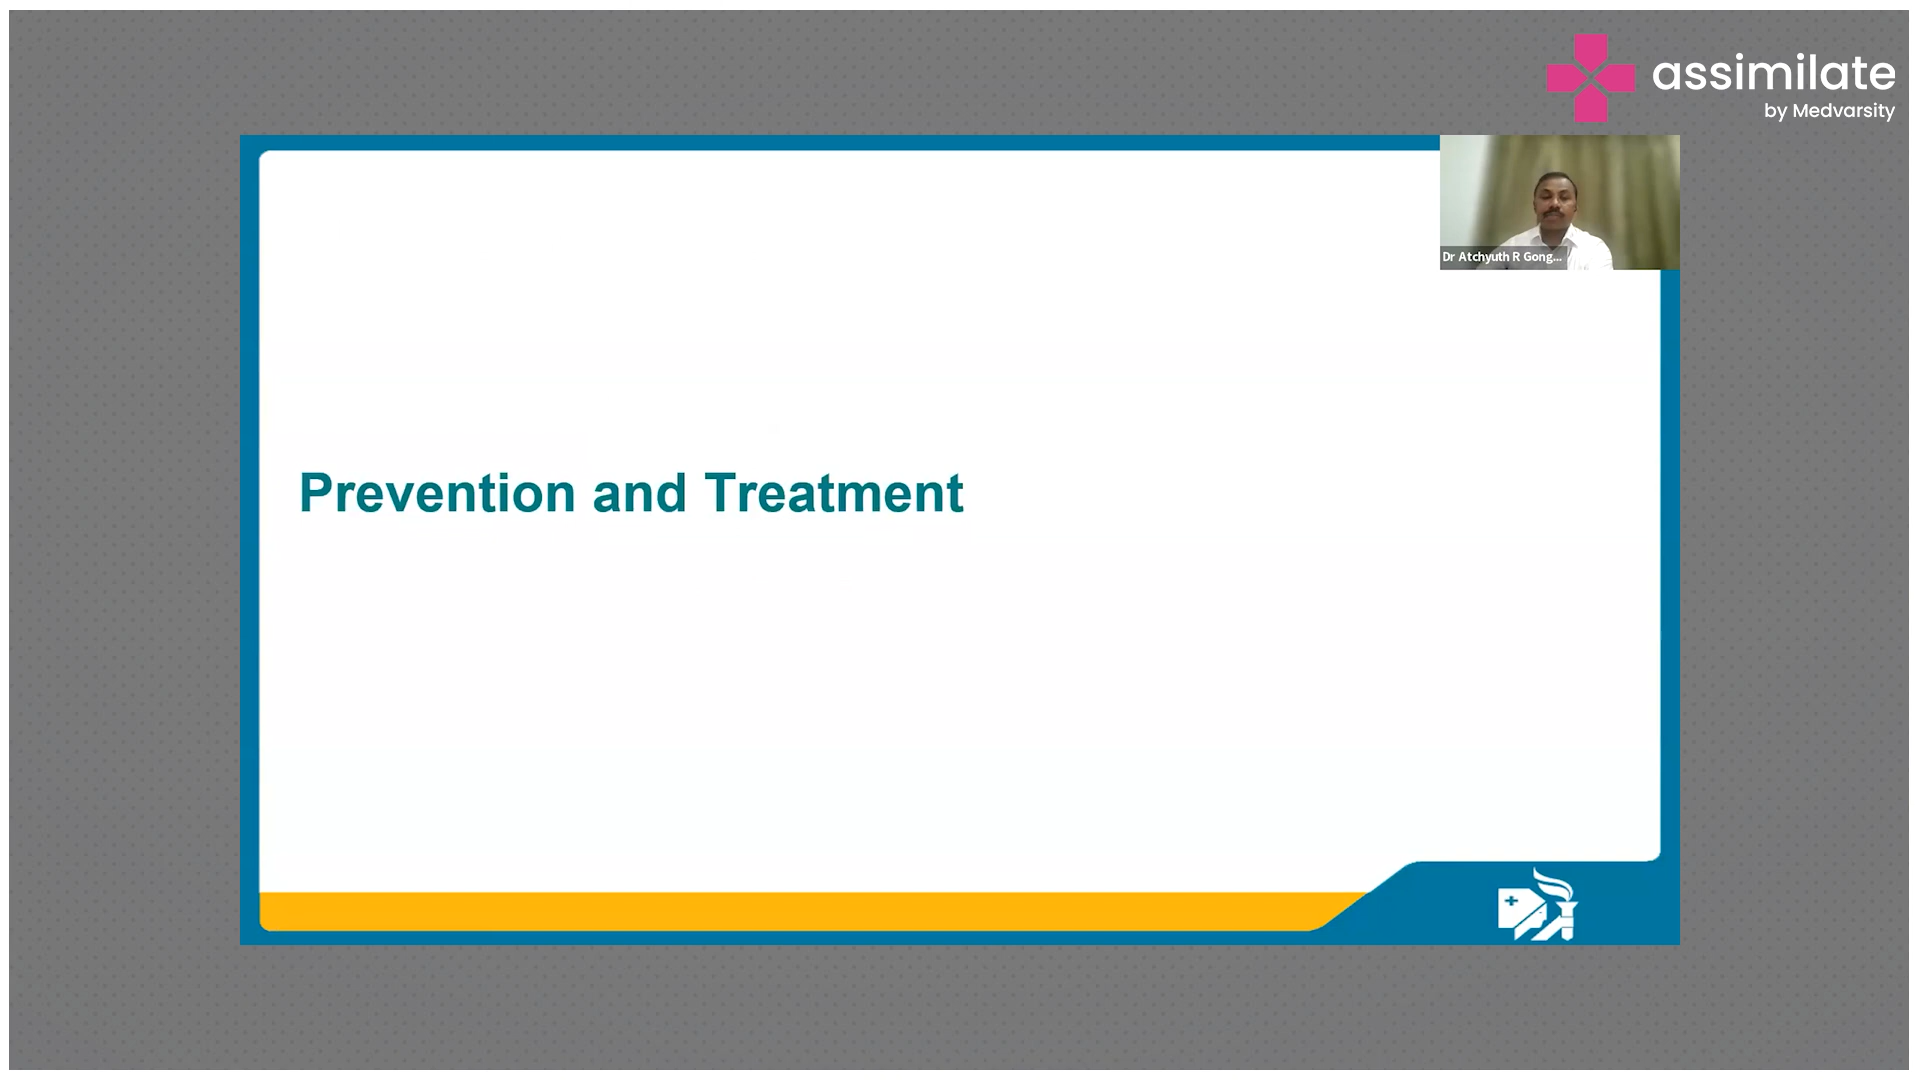 assimilate
by Medvarsity
Dr Atchyuth R Gong...
Prevention and Treatment